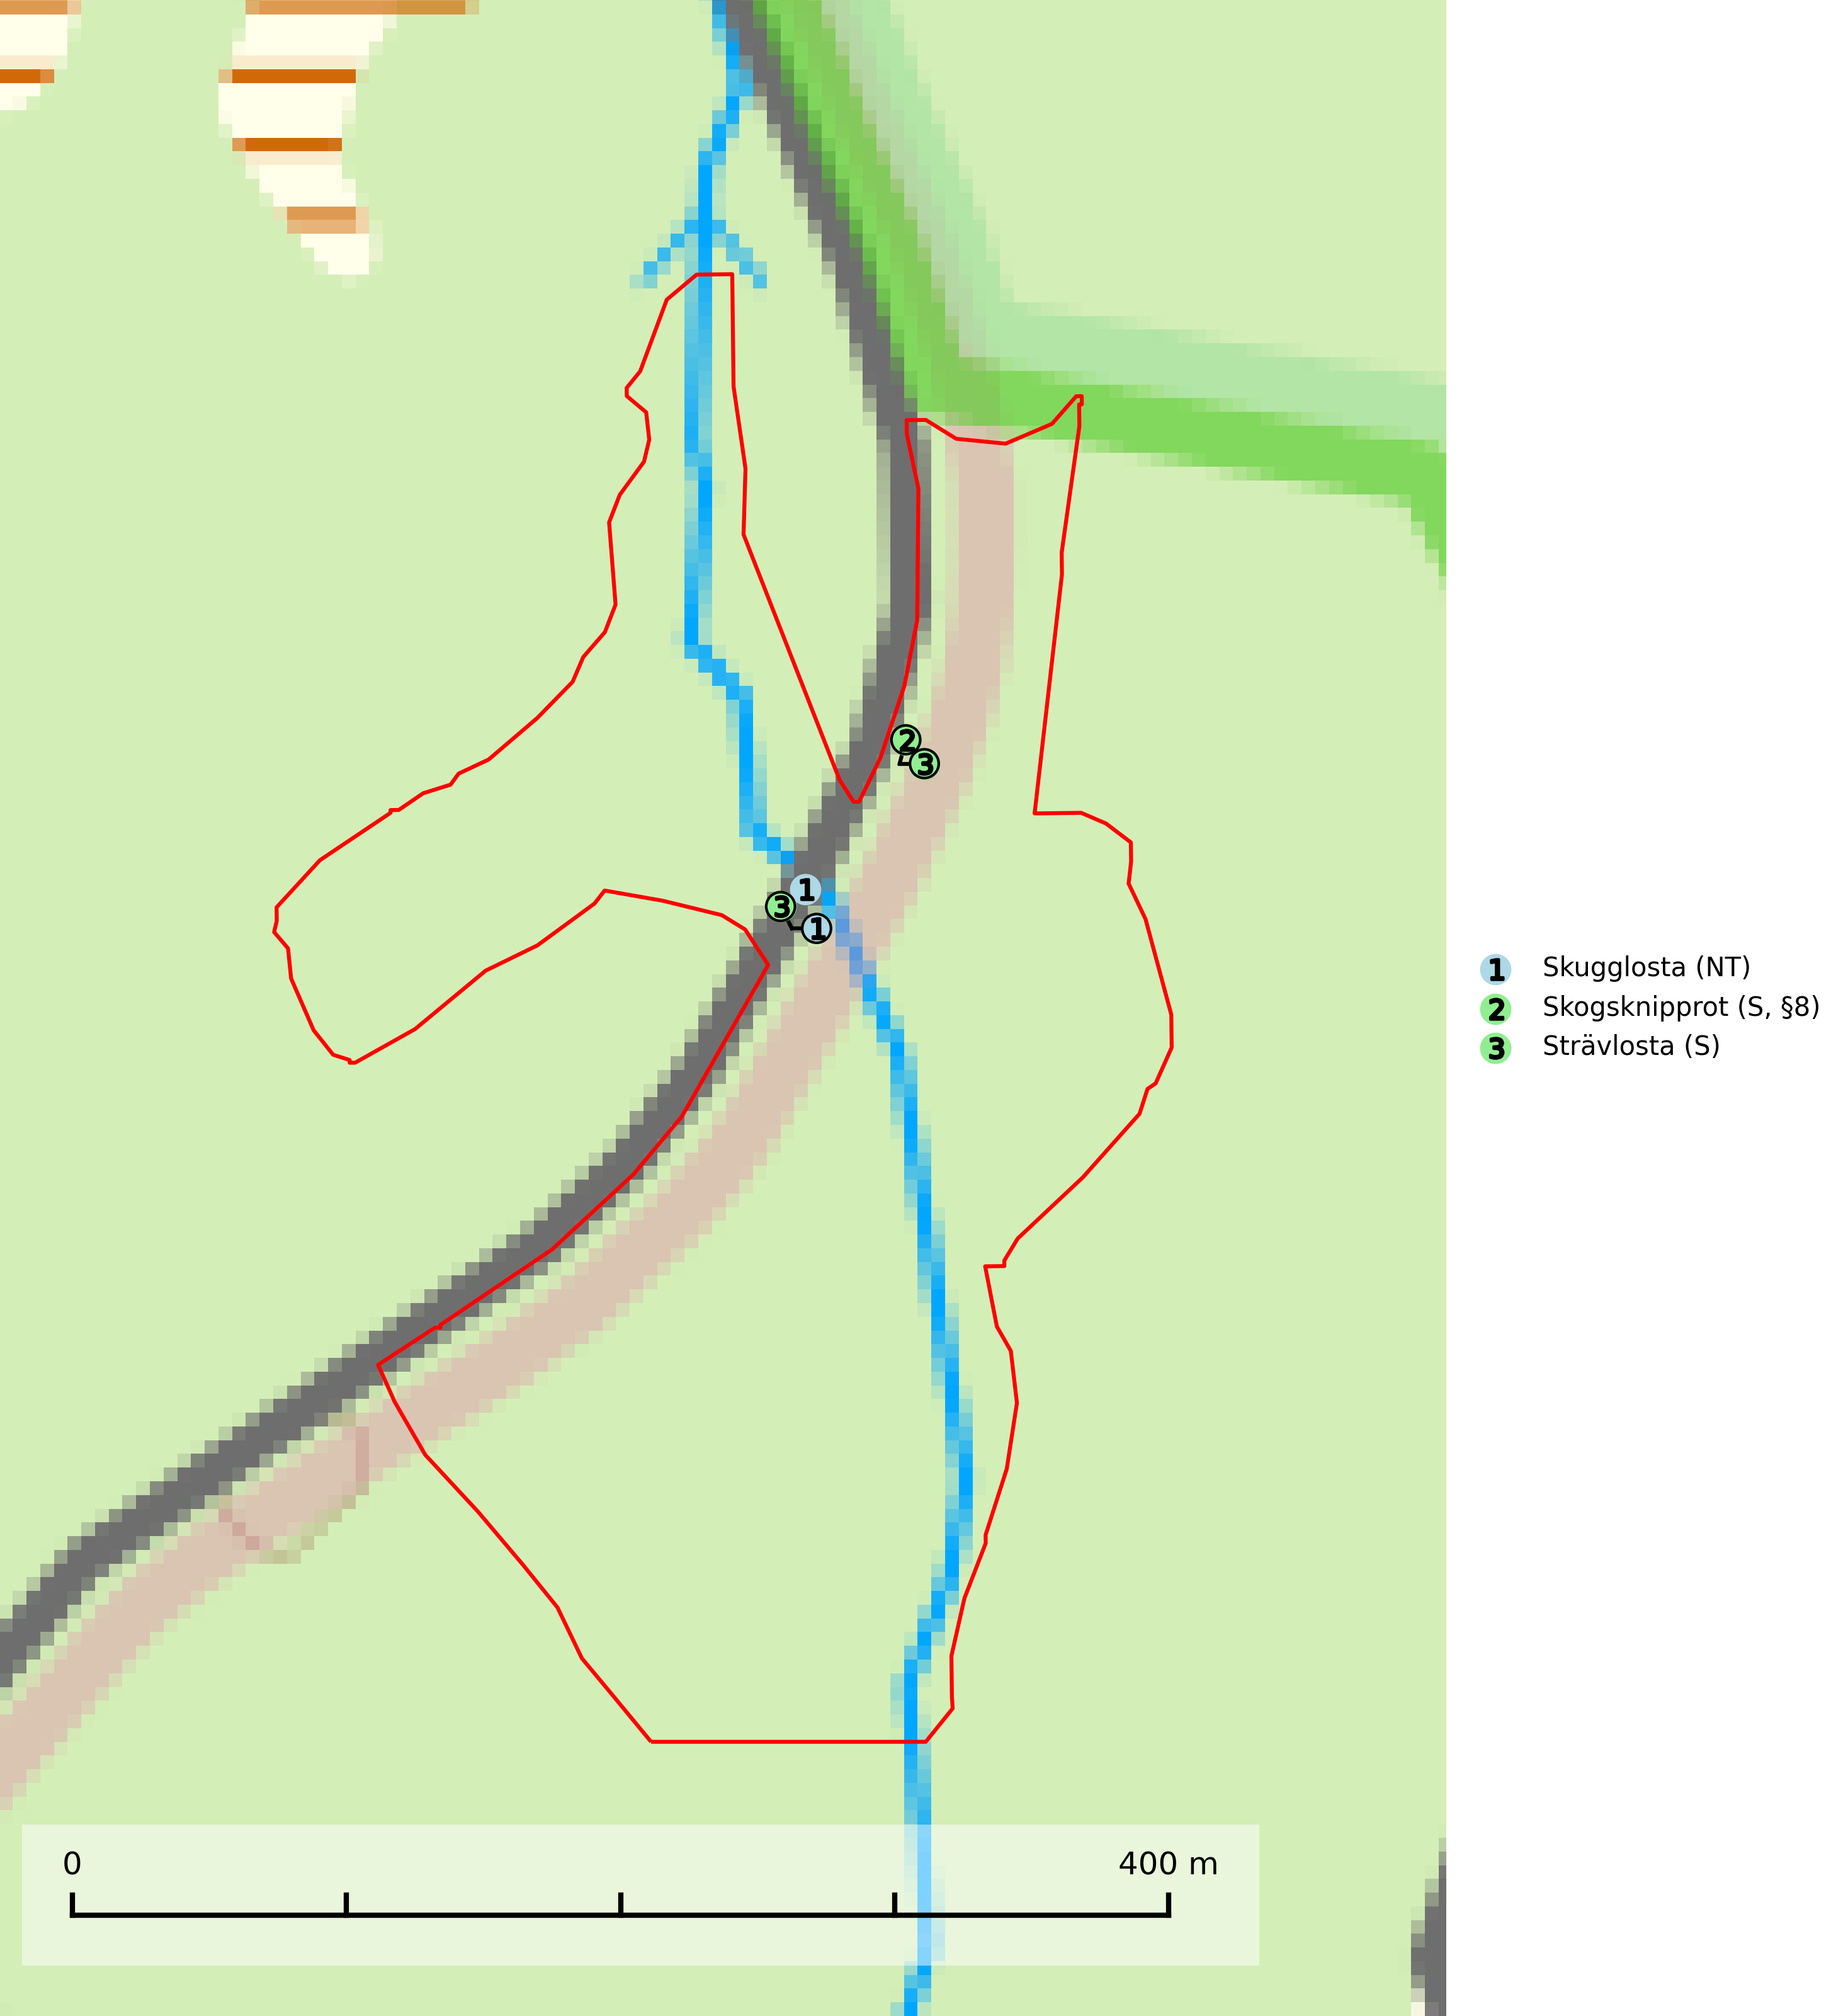 2
3
1
3
1
1 Skugglosta (NT)
2 Skogsknipprot (S, §8)
3 Strävlosta (S)
0 400 m